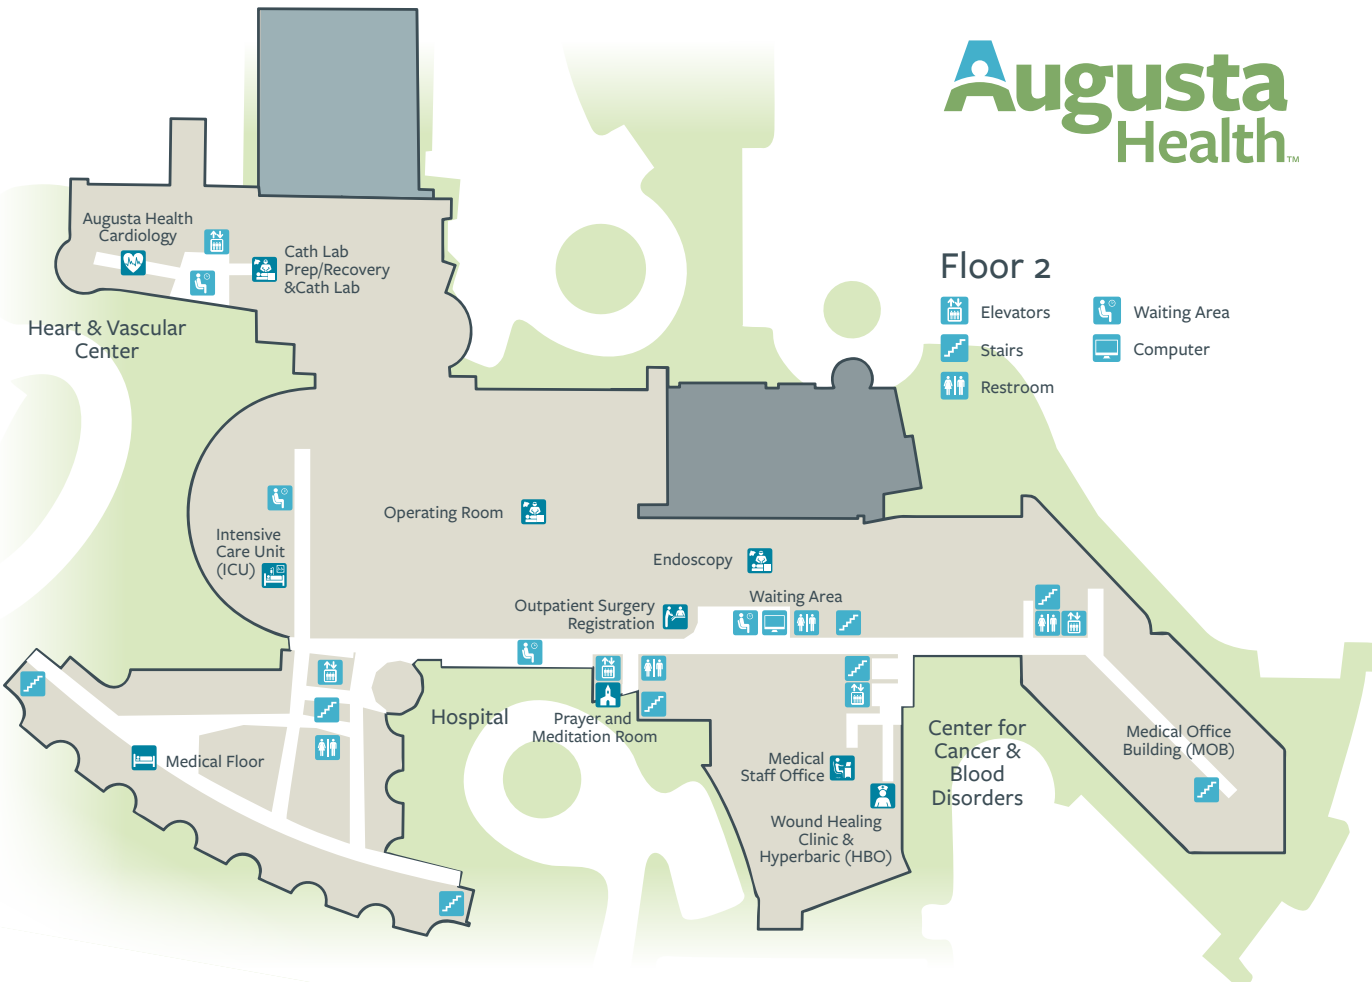 Augusta
Health™
Floor 2
Elevators
Waiting Area
Stairs
Computer
Restroom
Augusta Health
Cardiology
Cath Lab
Prep/Recovery
&Cath Lab
Heart & Vascular
Center
Operating Room
Intensive
Care Unit
(ICU)
Endoscopy
Waiting Area
Outpatient Surgery
Registration
Hospital
Prayer and
Meditation Room
Medical Floor
Medical
Staff Office
Wound Healing
Clinic &
Hyperbaric (HBO)
Center for
Cancer &
Blood
Disorders
Medical Office
Building (MOB)